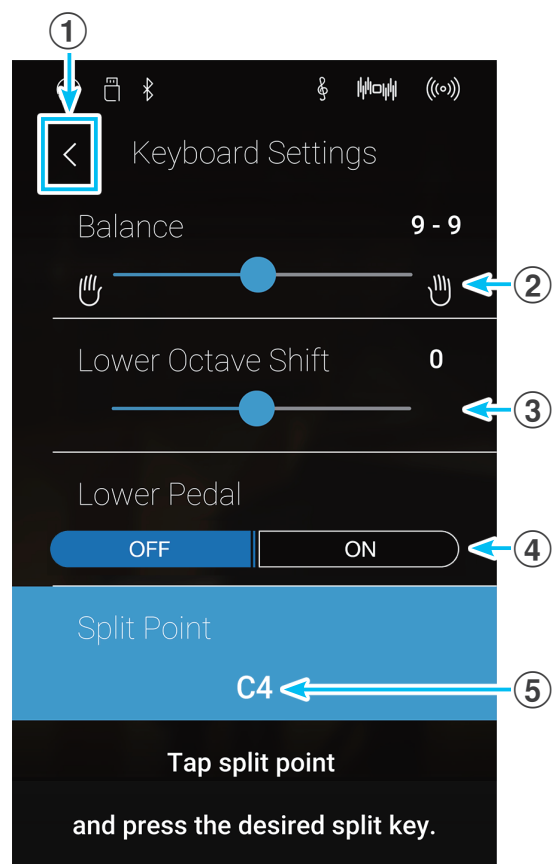 ①
Keyboard Settings
Balance 9 - 9
②
Lower Octave Shift 0
③
Lower Pedal
OFF ON ④
Split Point
C4 ⑤
Tap split point
and press the desired split key.